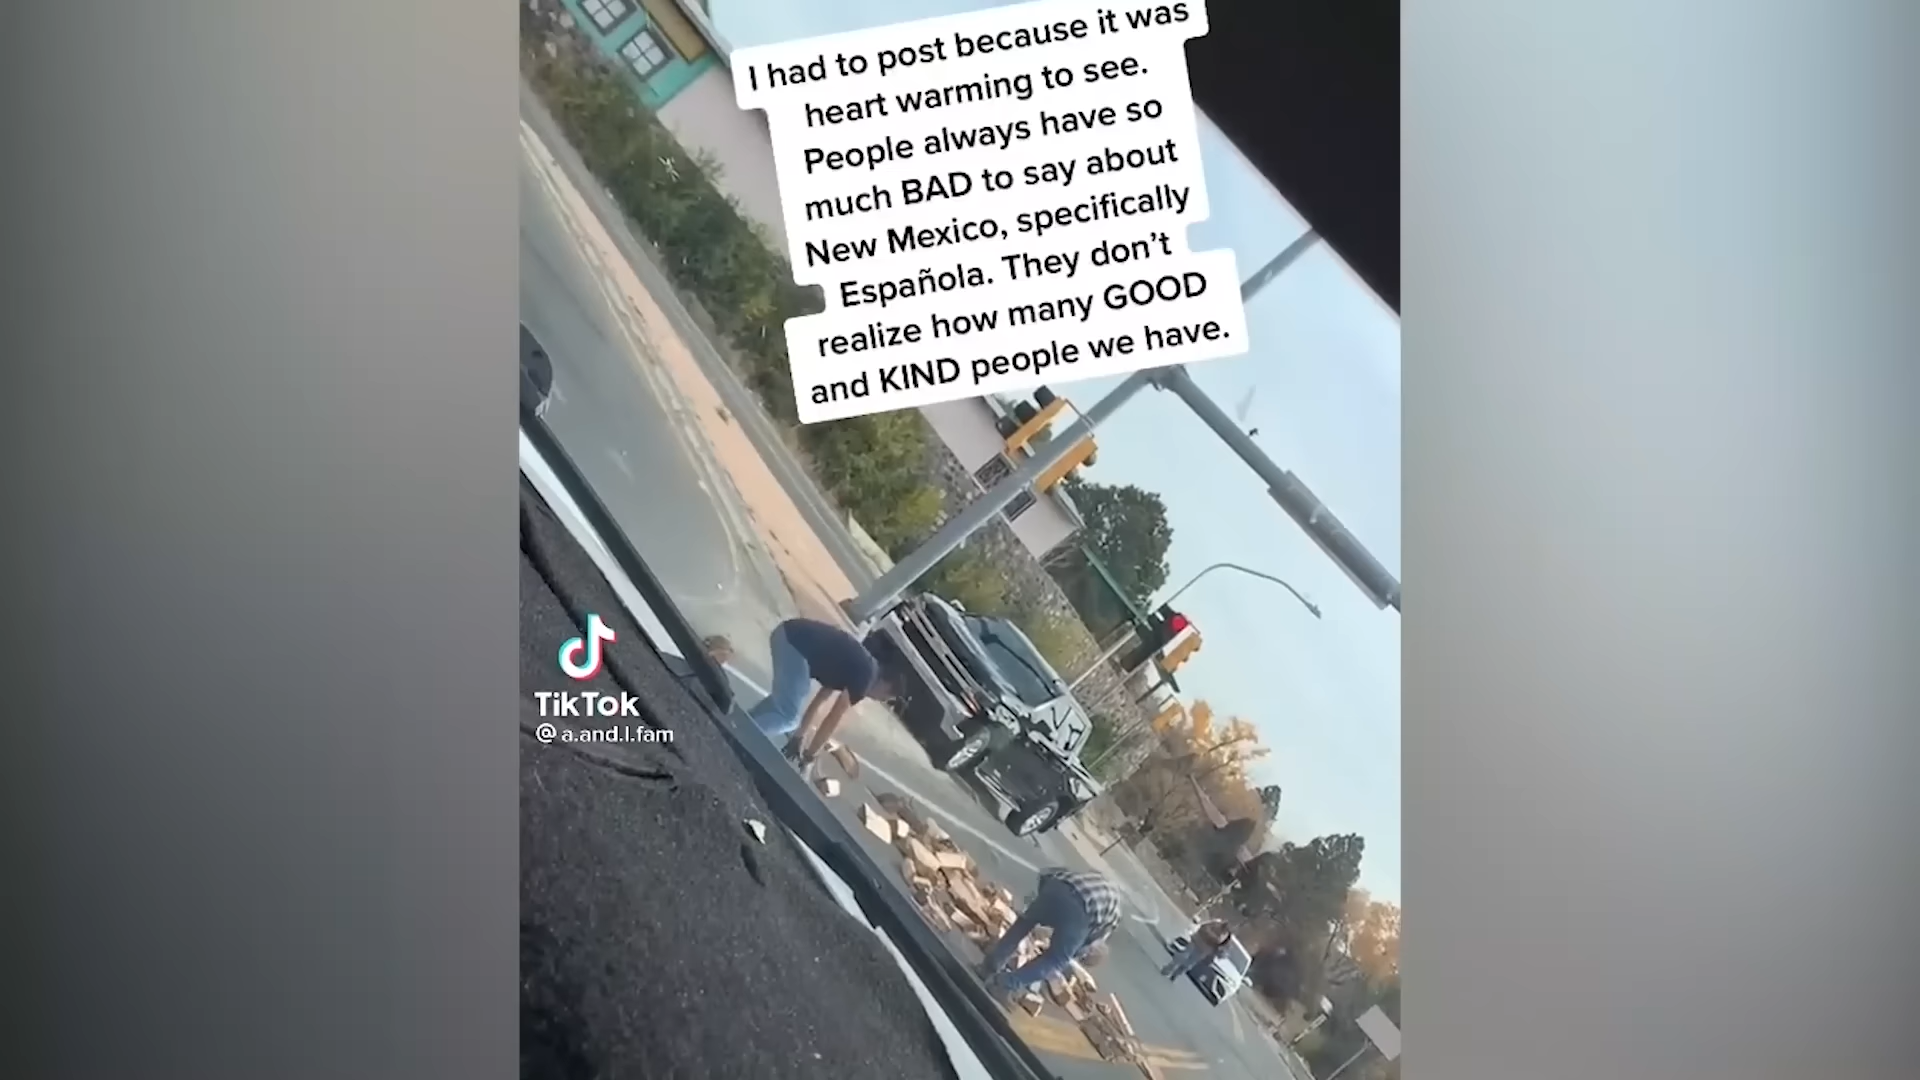 I had to post because it was
heart warming to see.
People always have so
much BAD to say about
New Mexico, specifically
Española. They don't
realize how many GOOD
and KIND people we have.
TikTok
@a.and.l.fam